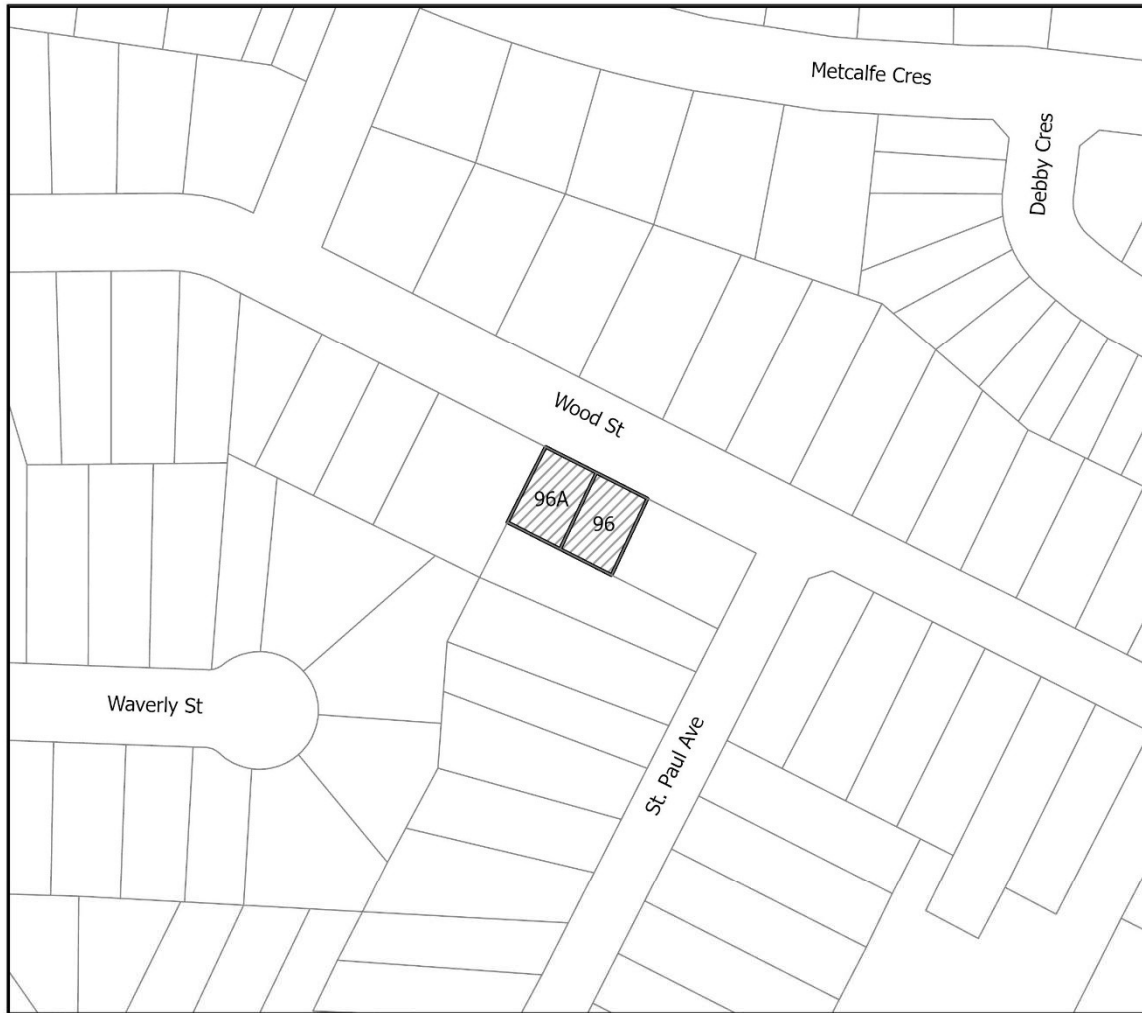 Metcalfe Cres
Debby Cres
Wood St
96A
96
Waverly St
St. Paul Ave